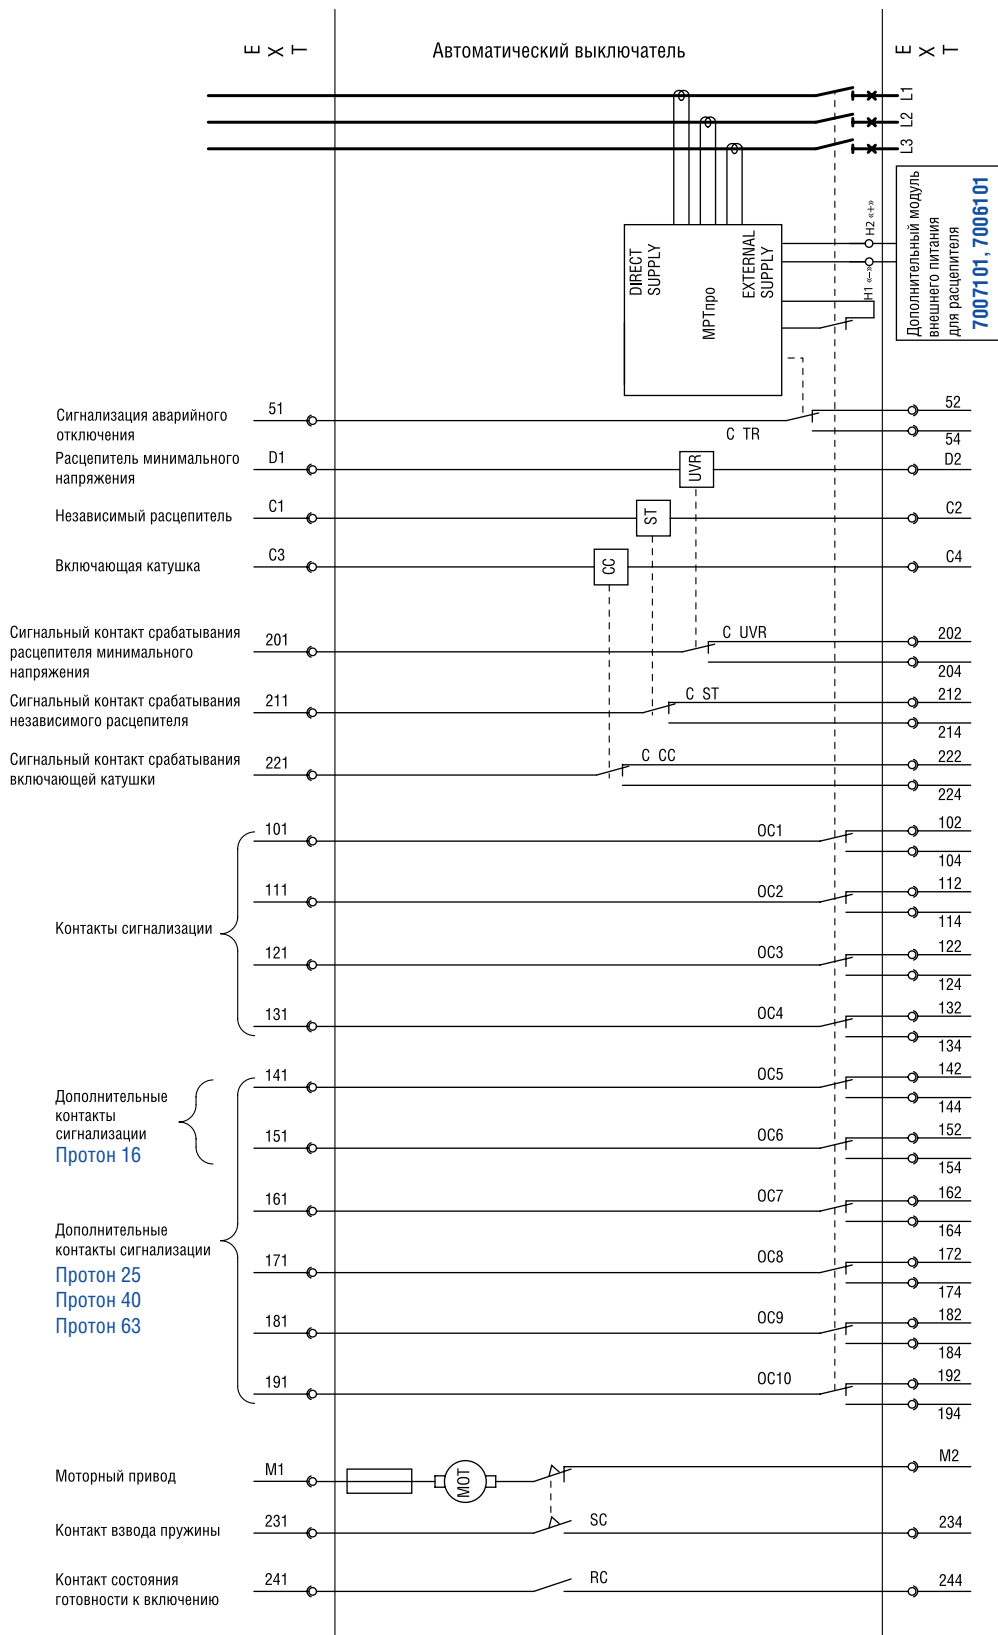 Е Х Т
Автоматический выключатель
Е Х Т
L1
L2
L3
DIRECT
SUPPLY
МРТпро
EXTERNAL
SUPPLY
H2 «+»
H1 «–»
Дополнительный модуль
внешнего питания
для расцепителя
7007101, 7006101
Сигнализация аварийного
отключения
51
C TR
52
54
Расцепитель минимального
напряжения
D1
UVR
D2
Независимый расцепитель
C1
ST
C2
Включающая катушка
C3
CC
C4
Сигнальный контакт срабатывания
расцепителя минимального
напряжения
201
C UVR
202
204
Сигнальный контакт срабатывания
независимого расцепителя
211
C ST
212
214
Сигнальный контакт срабатывания
включающей катушки
221
C CC
222
224
Контакты сигнализации
101
OC1
102
104
111
OC2
112
114
121
OC3
122
124
131
OC4
132
134
Дополнительные
контакты
сигнализации
Протон 16
141
OC5
142
144
151
OC6
152
154
Дополнительные
контакты сигнализации
Протон 25
Протон 40
Протон 63
161
OC7
162
164
171
OC8
172
174
181
OC9
182
184
191
OC10
192
194
Моторный привод
M1
МОТ
M2
Контакт взвода пружины
231
SC
234
Контакт состояния
готовности к включению
241
RC
244